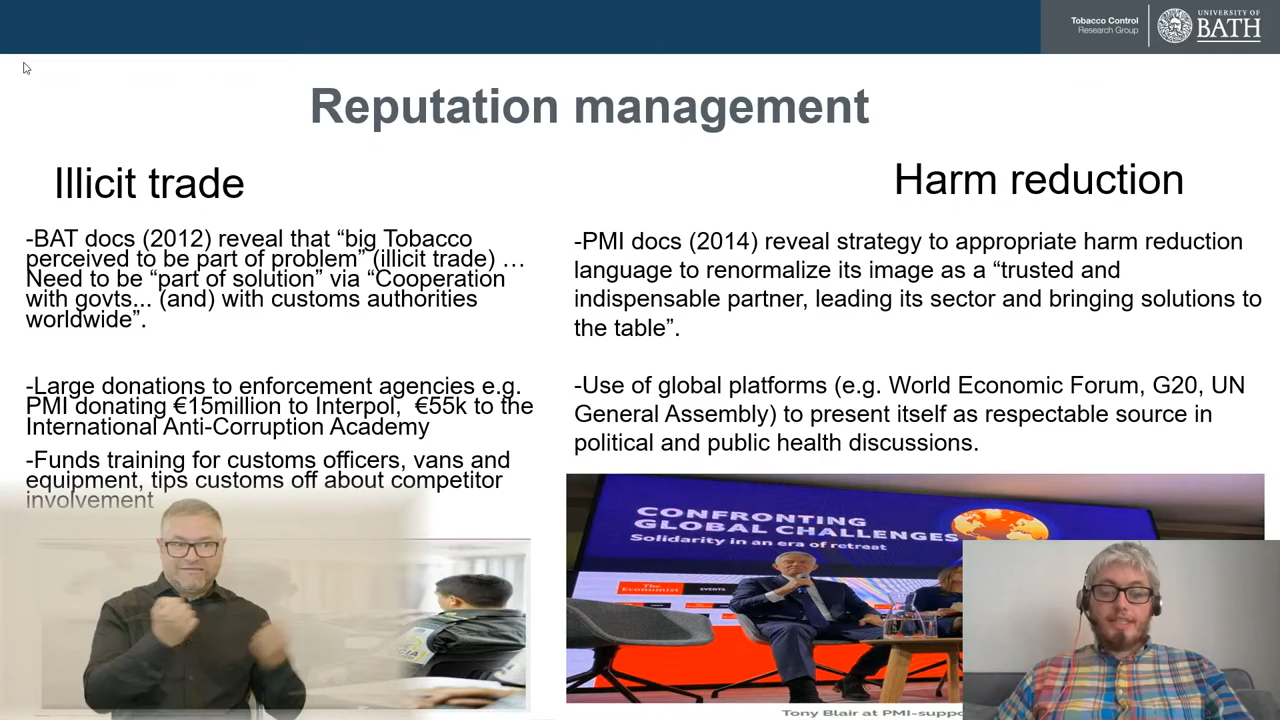 Tobacco Control
Research Group
UNIVERSITY OF
BATH
Reputation management
Illicit trade
-BAT docs (2012) reveal that “big Tobacco
perceived to be part of problem” (illicit trade) …
Need to be “part of solution” via “Cooperation
with govts... (and) with customs authorities
worldwide”.
-Large donations to enforcement agencies e.g.
PMI donating €15million to Interpol,  €55k to the
International Anti-Corruption Academy
-Funds training for customs officers, vans and
equipment, tips customs off about competitor
involvement
Harm reduction
-PMI docs (2014) reveal strategy to appropriate harm reduction
language to renormalize its image as a “trusted and
indispensable partner, leading its sector and bringing solutions to
the table”.
-Use of global platforms (e.g. World Economic Forum, G20, UN
General Assembly) to present itself as respectable source in
political and public health discussions.
CONFRONTING
GLOBAL CHALLENGES
Solidarity in an era of retreat
The
Economist
EVENTS
Tony Blair at PMI-suppo